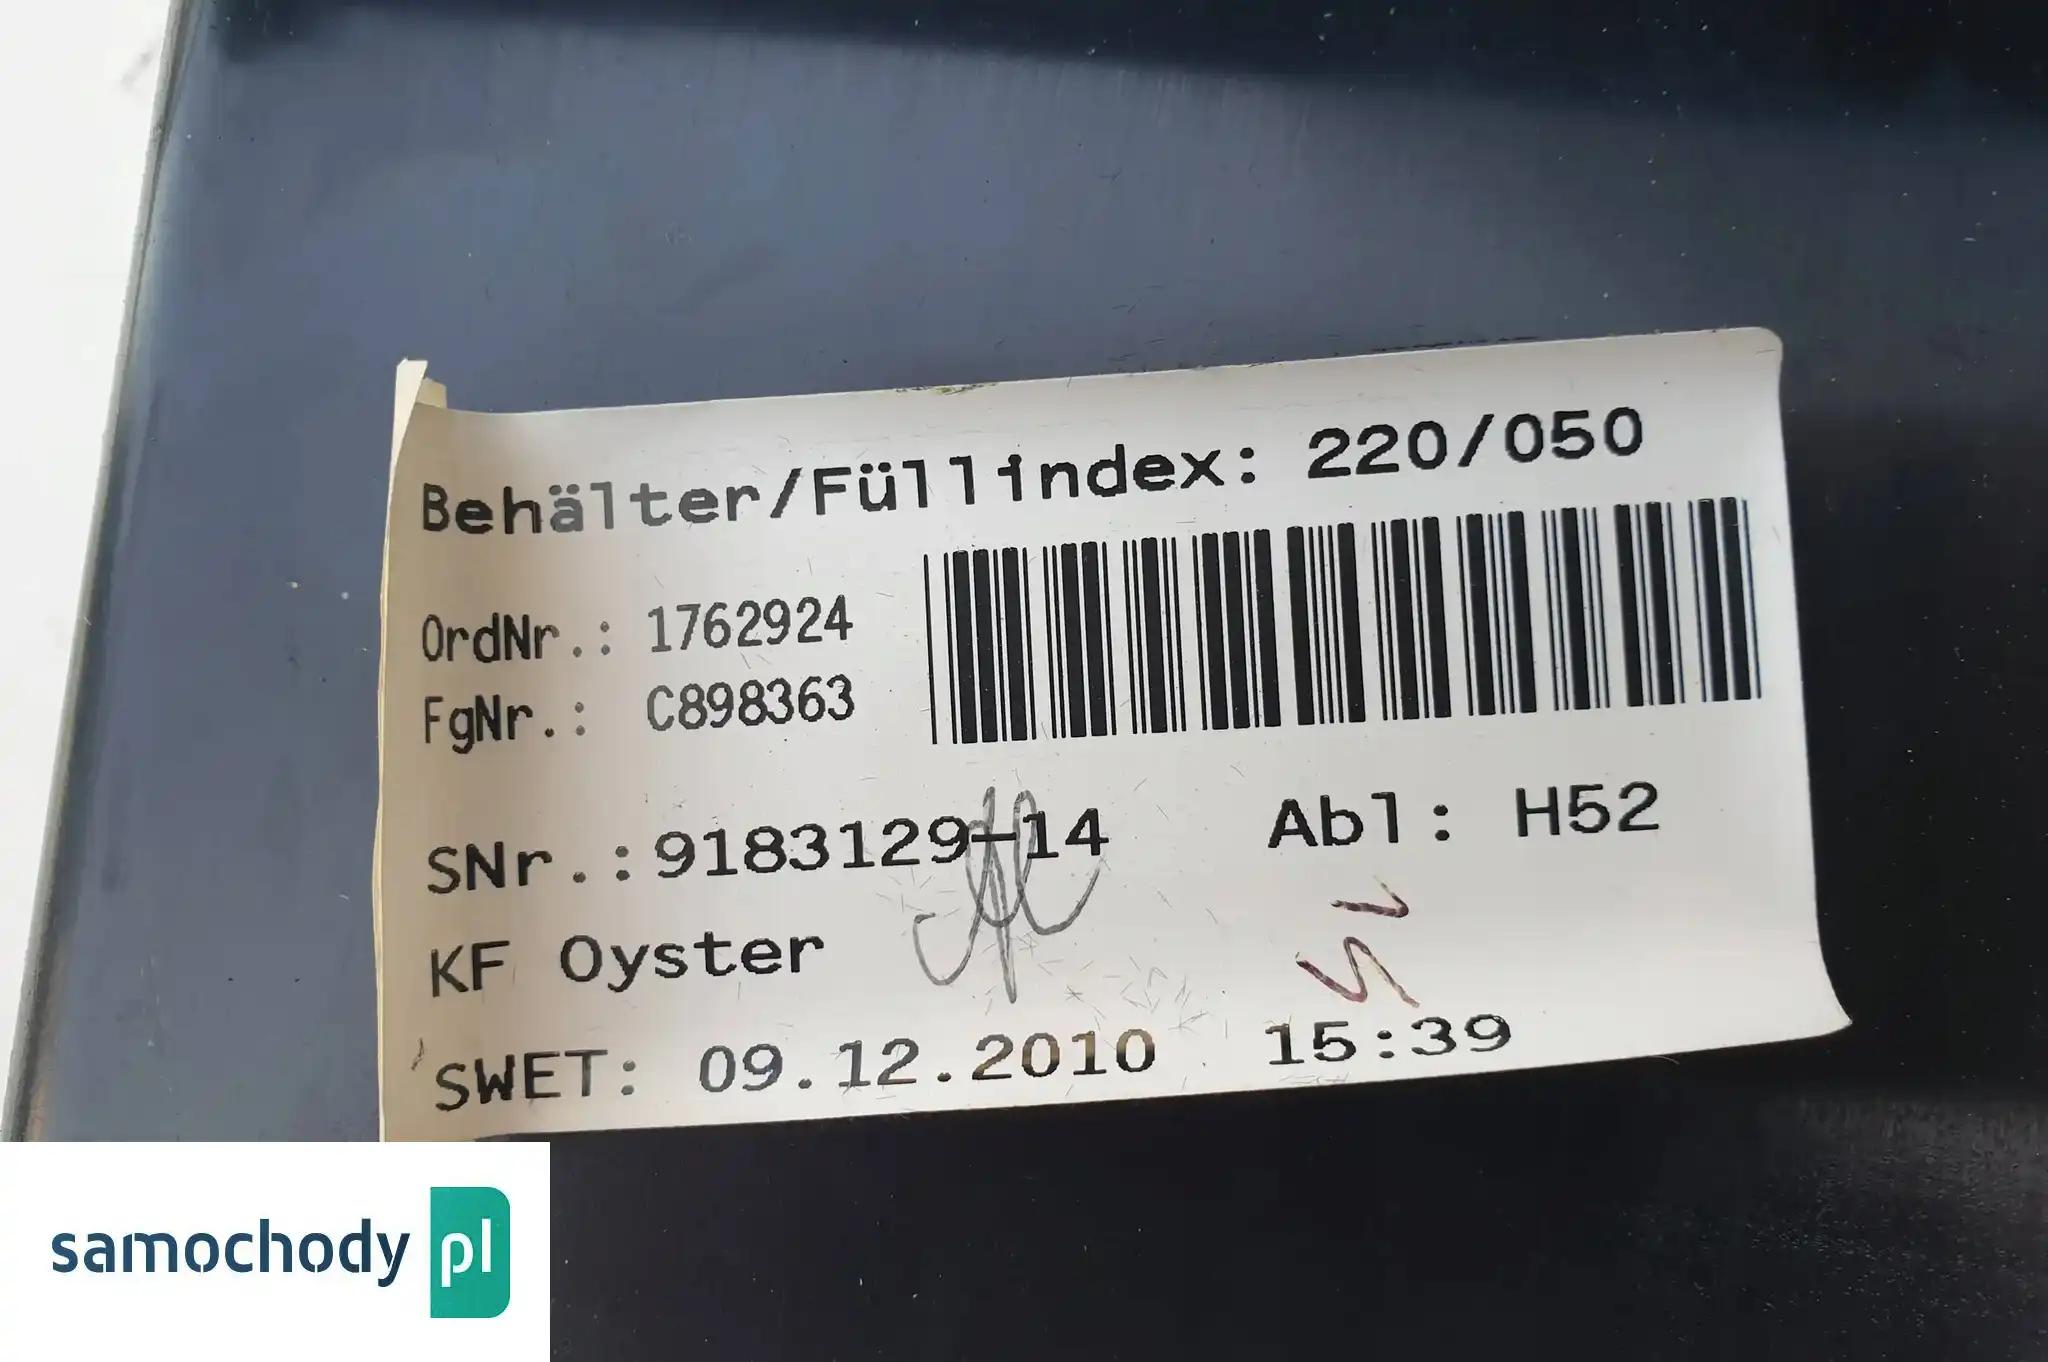 Behälter/Füllindex: 220/050
OrdNr.: 1762924
FgNr.: C898363
SNr.:9183129-14 Abl: H52
KF Oyster
SWET: 09.12.2010 15:39
samochody pl